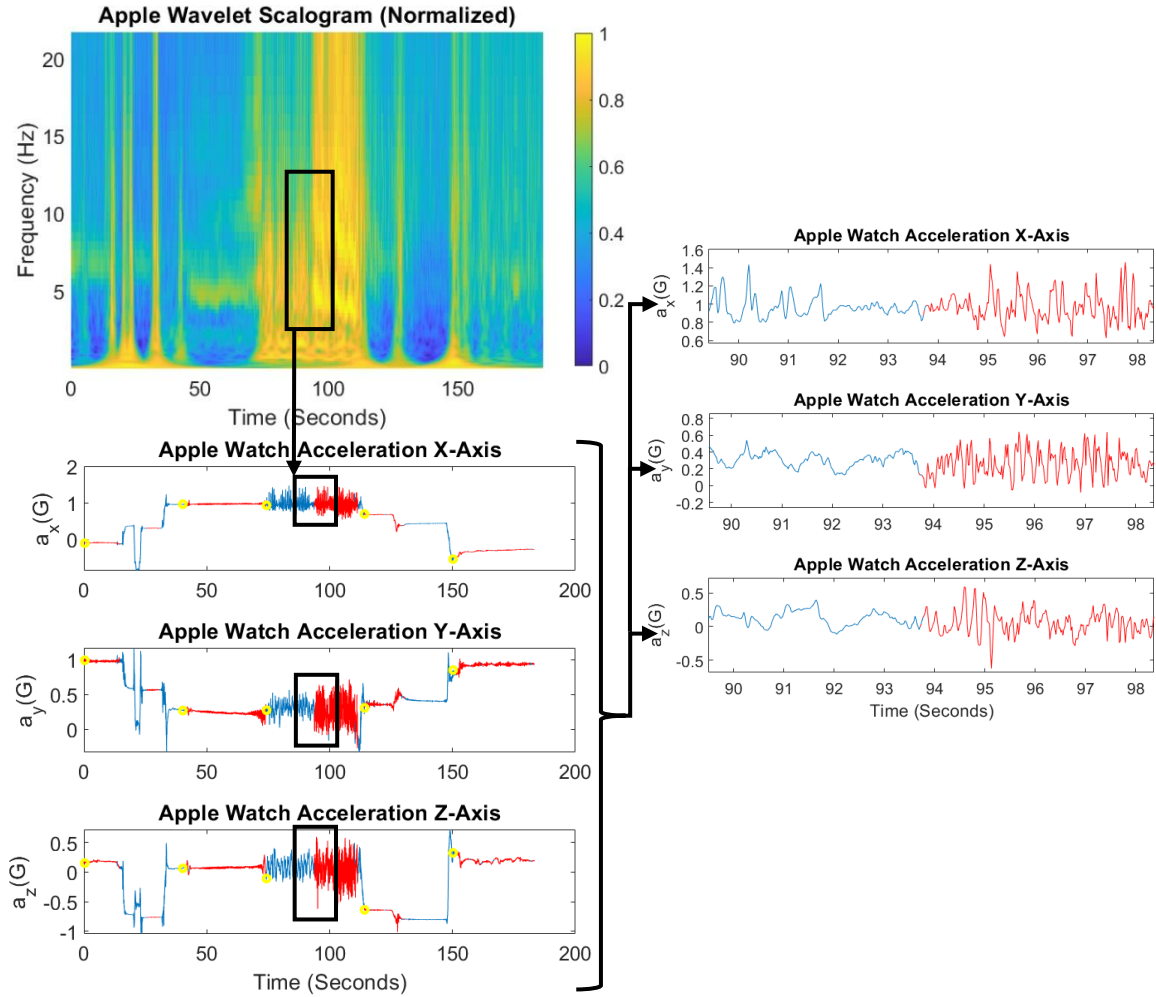 Apple Wavelet Scalogram (Normalized)
Frequency (Hz)
20
15
10
5
0 50 100 150
Time (Seconds)
1
0.8
0.6
0.4
0.2
0
Apple Watch Acceleration X-Axis
a_x(G)
2
1
0
0 50 100 150 200
Apple Watch Acceleration Y-Axis
a_y(G)
1
0.5
0
0 50 100 150 200
Apple Watch Acceleration Z-Axis
a_z(G)
0.5
0
-0.5
-1
0 50 100 150 200
Time (Seconds)
Apple Watch Acceleration X-Axis
a_x(G)
1.6
1.4
1.2
1
0.8
0.6
90 91 92 93 94 95 96 97 98
Apple Watch Acceleration Y-Axis
a_y(G)
0.8
0.6
0.4
0.2
0
-0.2
90 91 92 93 94 95 96 97 98
Apple Watch Acceleration Z-Axis
a_z(G)
0.5
0
-0.5
90 91 92 93 94 95 96 97 98
Time (Seconds)